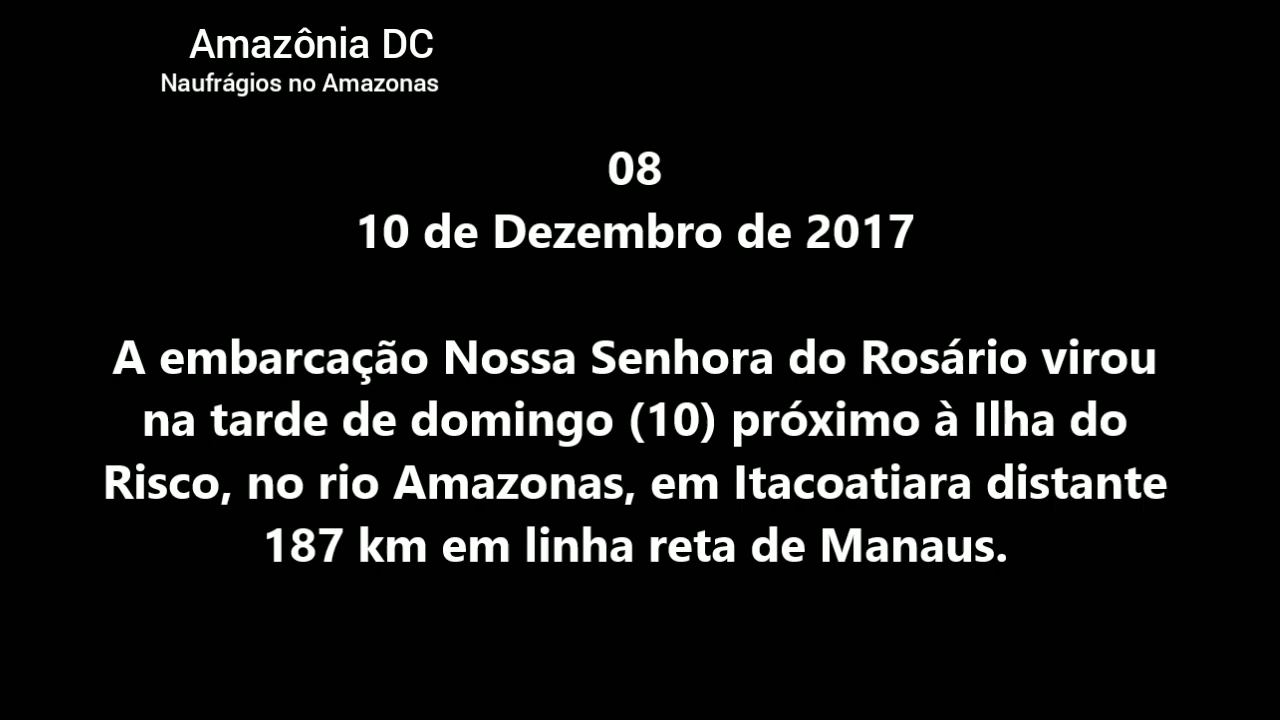 Amazônia DC
Naufrágios no Amazonas
08
10 de Dezembro de 2017
A embarcação Nossa Senhora do Rosário virou
na tarde de domingo (10) próximo à Ilha do
Risco, no rio Amazonas, em Itacoatiara distante
187 km em linha reta de Manaus.